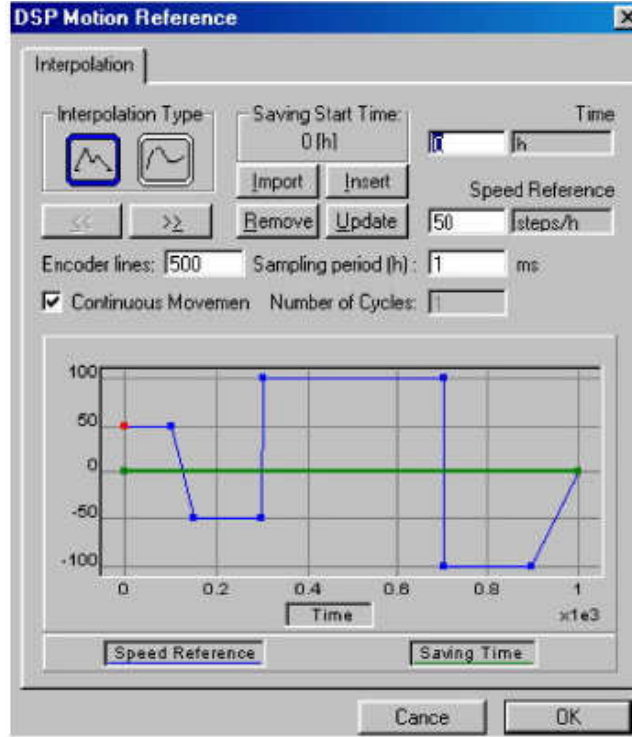 DSP Motion Reference
Interpolation
Interpolation Type
Saving Start Time:
0 [h]
Time
0 h
Import Insert
Speed Reference
<< >> Remove Update 50 steps/h
Encoder lines: 500 Sampling period (h) : 1 ms
Continuous Movemen Number of Cycles: 1
100
50
0
-50
-100
0 0.2 0.4 0.6 0.8 1
Time x1e3
Speed Reference Saving Time
Cance OK